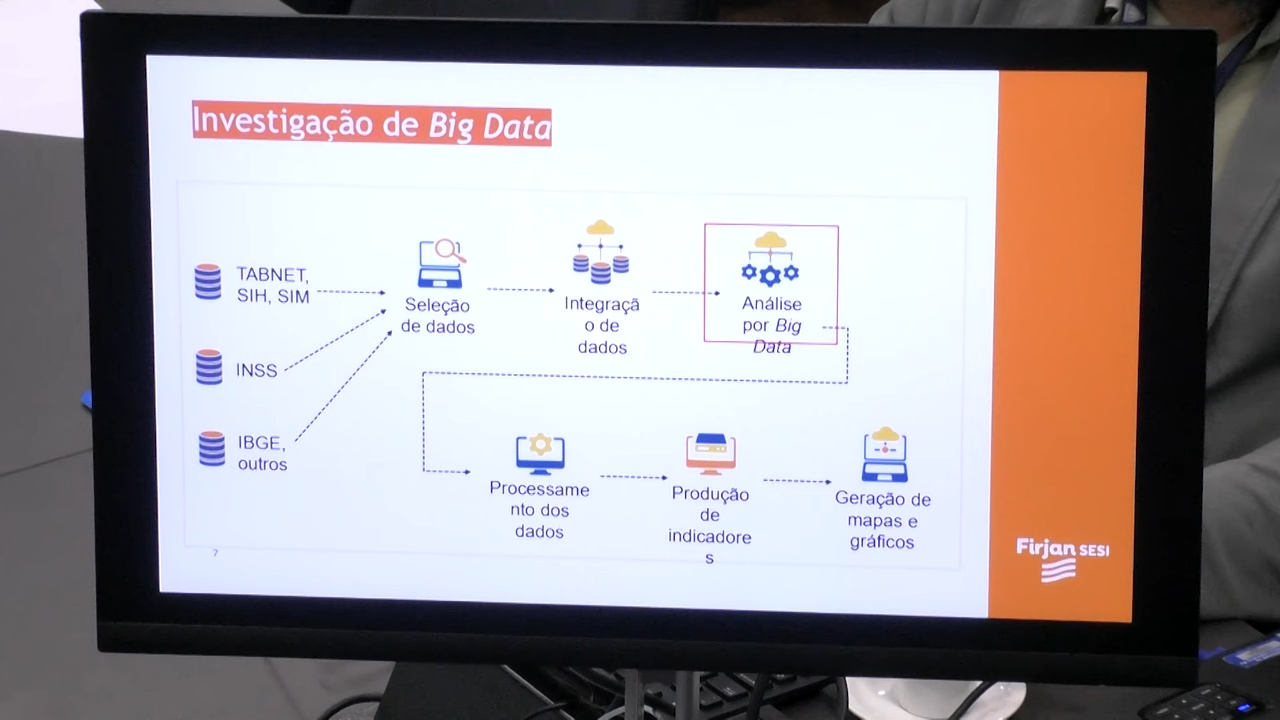 Investigação de Big Data
TABNET,
SIH, SIM
INSS
IBGE,
outros
Seleção
de dados
Integraçã
o de
dados
Análise
por Big
Data
Processame
nto dos
dados
Produção
de
indicadore
s
Geração de
mapas e
gráficos
7
Firjan SESI